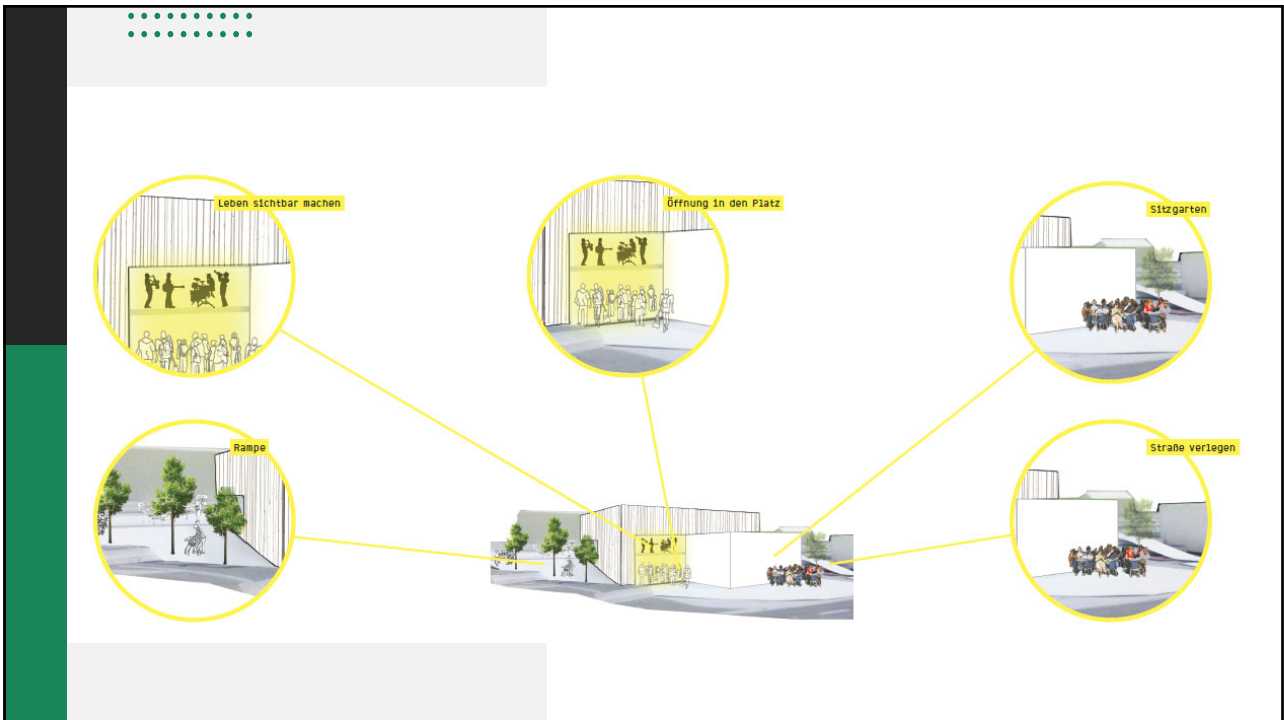 Leben sichtbar machen
Öffnung in den Platz
Sitzgarten
Rampe
Straße verlegen